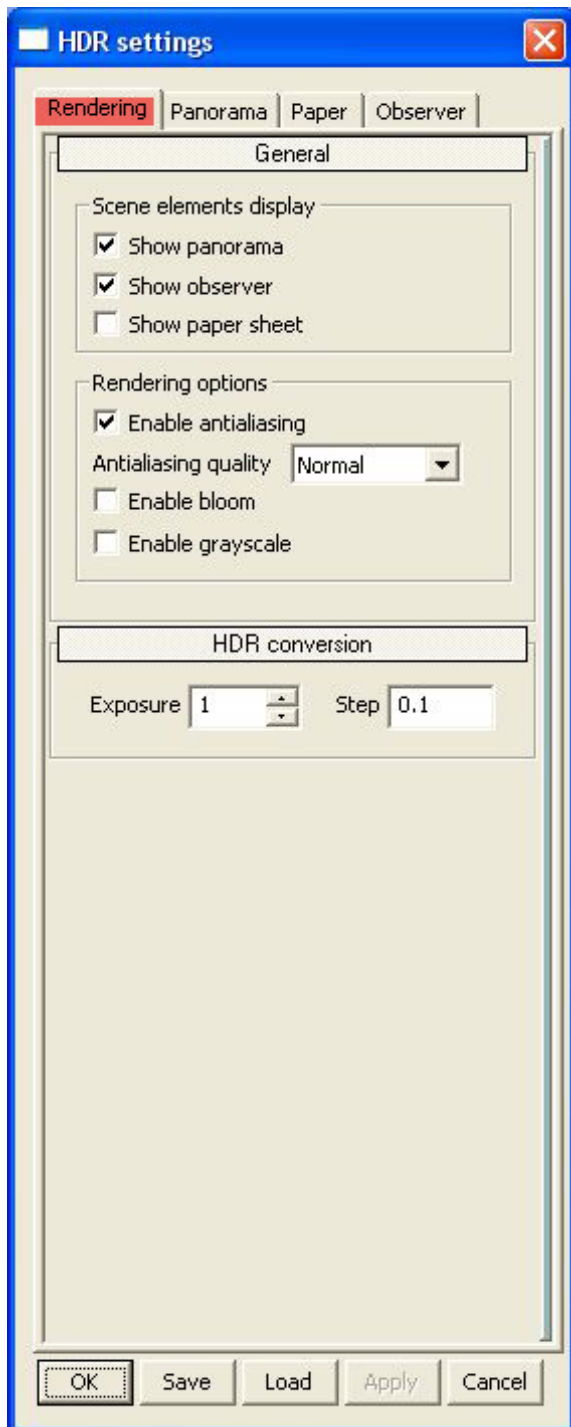 HDR settings
Rendering Panorama Paper Observer
General
Scene elements display
Show panorama
Show observer
Show paper sheet
Rendering options
Enable antialiasing
Antialiasing quality Normal
Enable bloom
Enable grayscale
HDR conversion
Exposure 1 Step 0.1
OK Save Load Apply Cancel